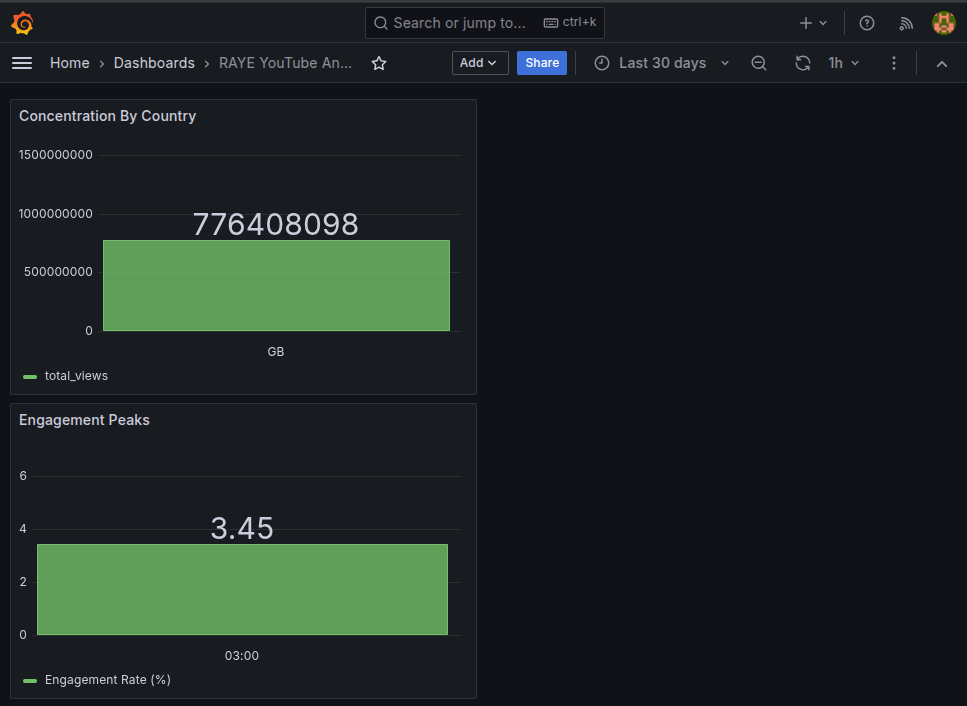 Search or jump to... ctrl+k
Home › Dashboards › RAYE YouTube An... Add Share Last 30 days 1h
Concentration By Country
1500000000
1000000000
776408098
500000000
0
GB
total_views
Engagement Peaks
6
4
3.45
2
0
03:00
Engagement Rate (%)